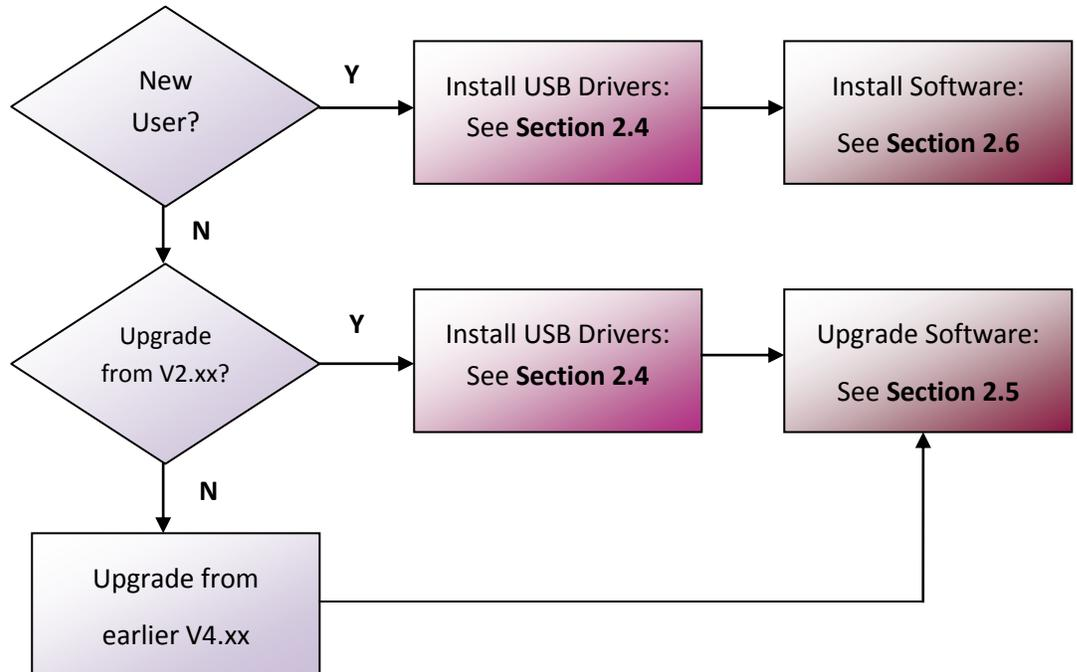 New
User?
Y
Install USB Drivers:
See Section 2.4
Install Software:
See Section 2.6
N
Upgrade
from V2.xx?
Y
Install USB Drivers:
See Section 2.4
Upgrade Software:
See Section 2.5
N
Upgrade from
earlier V4.xx